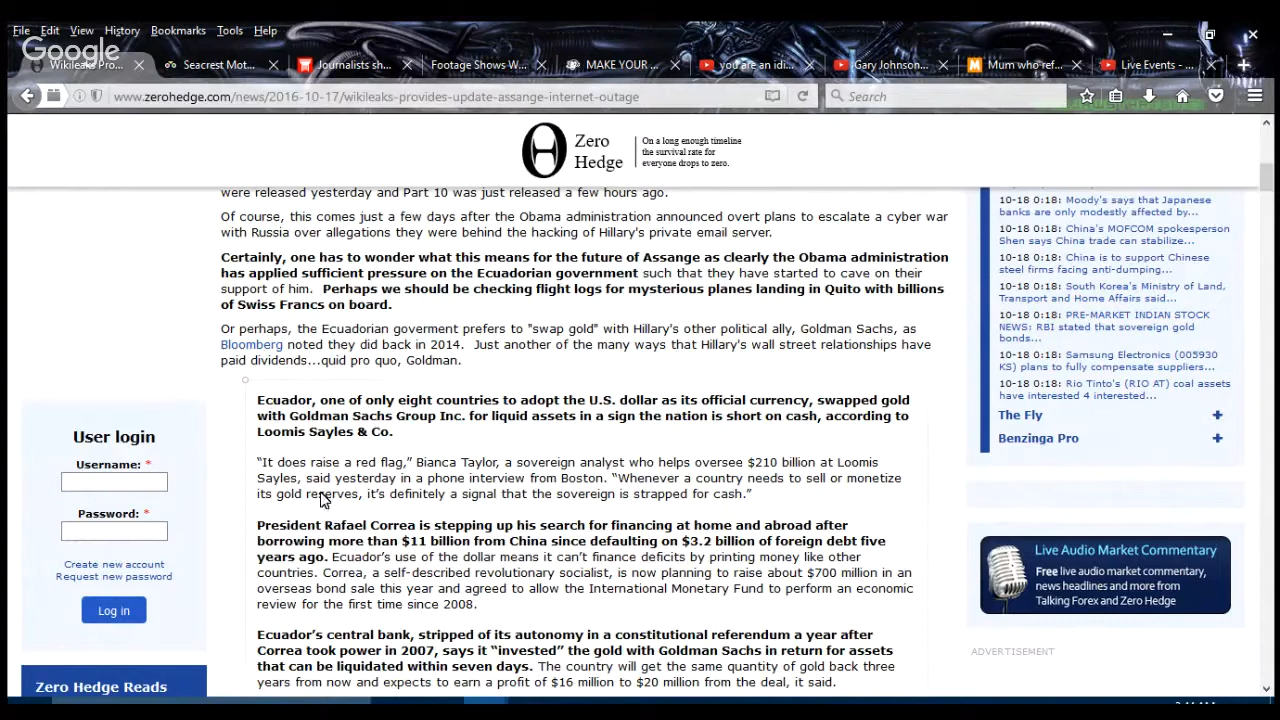 File Edit View History Bookmarks Tools Help
Google
Wikileaks Pro... Seacrest Mot... Journalists sh... Footage Shows W... MAKE YOUR ... you are an idi... Gary Johnson... Mum who ref... Live Events - ...
www.zerohedge.com/news/2016-10-17/wikileaks-provides-update-assange-internet-outage
Search
Zero
Hedge
On a long enough timeline
the survival rate for
everyone drops to zero.
were released yesterday and Part 10 was just released a few hours ago.
Of course, this comes just a few days after the Obama administration announced overt plans to escalate a cyber war
with Russia over allegations they were behind the hacking of Hillary's private email server.
Certainly, one has to wonder what this means for the future of Assange as clearly the Obama administration
has applied sufficient pressure on the Ecuadorian government such that they have started to cave on their
support of him. Perhaps we should be checking flight logs for mysterious planes landing in Quito with billions
of Swiss Francs on board.
Or perhaps, the Ecuadorian goverment prefers to "swap gold" with Hillary's other political ally, Goldman Sachs, as
Bloomberg noted they did back in 2014. Just another of the many ways that Hillary's wall street relationships have
paid dividends...quid pro quo, Goldman.
Ecuador, one of only eight countries to adopt the U.S. dollar as its official currency, swapped gold
with Goldman Sachs Group Inc. for liquid assets in a sign the nation is short on cash, according to
Loomis Sayles & Co.
“It does raise a red flag,” Bianca Taylor, a sovereign analyst who helps oversee $210 billion at Loomis
Sayles, said yesterday in a phone interview from Boston. “Whenever a country needs to sell or monetize
its gold reserves, it’s definitely a signal that the sovereign is strapped for cash.”
President Rafael Correa is stepping up his search for financing at home and abroad after
borrowing more than $11 billion from China since defaulting on $3.2 billion of foreign debt five
years ago. Ecuador’s use of the dollar means it can’t finance deficits by printing money like other
countries. Correa, a self-described revolutionary socialist, is now planning to raise about $700 million in an
overseas bond sale this year and agreed to allow the International Monetary Fund to perform an economic
review for the first time since 2008.
Ecuador’s central bank, stripped of its autonomy in a constitutional referendum a year after
Correa took power in 2007, says it “invested” the gold with Goldman Sachs in return for assets
that can be liquidated within seven days. The country will get the same quantity of gold back three
years from now and expects to earn a profit of $16 million to $20 million from the deal, it said.
User login
Username: *
Password: *
Create new account
Request new password
Log in
Zero Hedge Reads
10-18 0:18: Moody's says that Japanese
banks are only modestly affected by...
10-18 0:18: China's MOFCOM spokesperson
Shen says China trade can stabilize...
10-18 0:18: China is to support Chinese
steel firms facing anti-dumping...
10-18 0:18: South Korea's Ministry of Land,
Transport and Home Affairs said...
10-18 0:18: PRE-MARKET INDIAN STOCK
NEWS: RBI stated that sovereign gold
bonds...
10-18 0:18: Samsung Electronics (005930
KS) plans to fully compensate suppliers...
10-18 0:18: Rio Tinto's (RIO AT) coal assets
have interested 4 interested...
The Fly +
Benzinga Pro +
Live Audio Market Commentary
Free live audio market commentary,
news headlines and more from
Talking Forex and Zero Hedge
ADVERTISEMENT